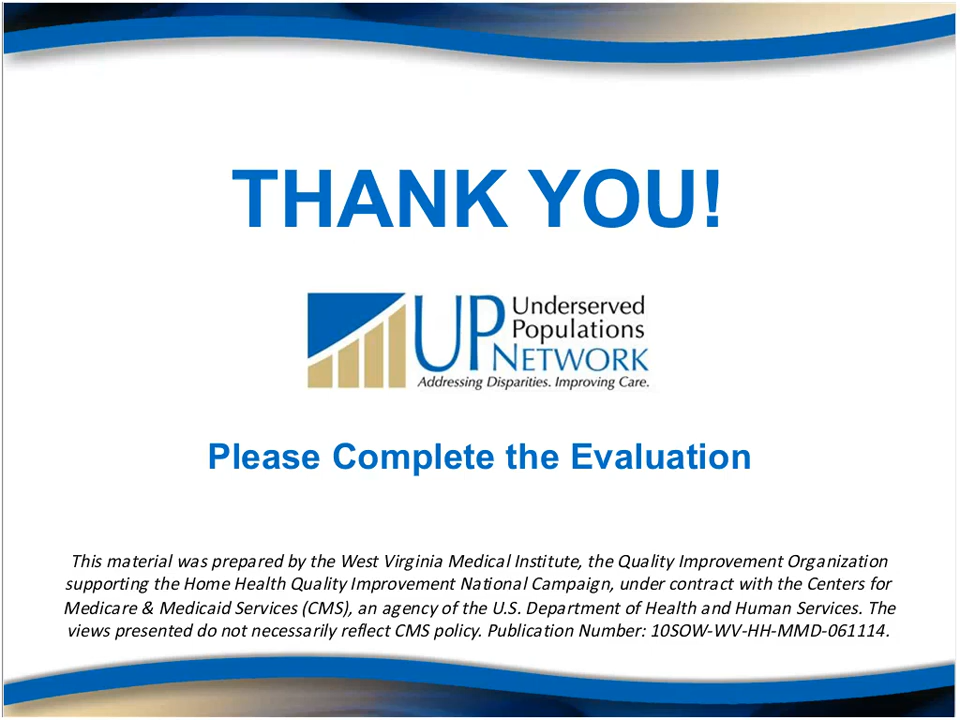 THANK YOU!
UP Underserved
Populations
NETWORK
Addressing Disparities. Improving Care.
Please Complete the Evaluation
This material was prepared by the West Virginia Medical Institute, the Quality Improvement Organization
supporting the Home Health Quality Improvement National Campaign, under contract with the Centers for
Medicare & Medicaid Services (CMS), an agency of the U.S. Department of Health and Human Services. The
views presented do not necessarily reflect CMS policy. Publication Number: 10SOW-WV-HH-MMD-061114.